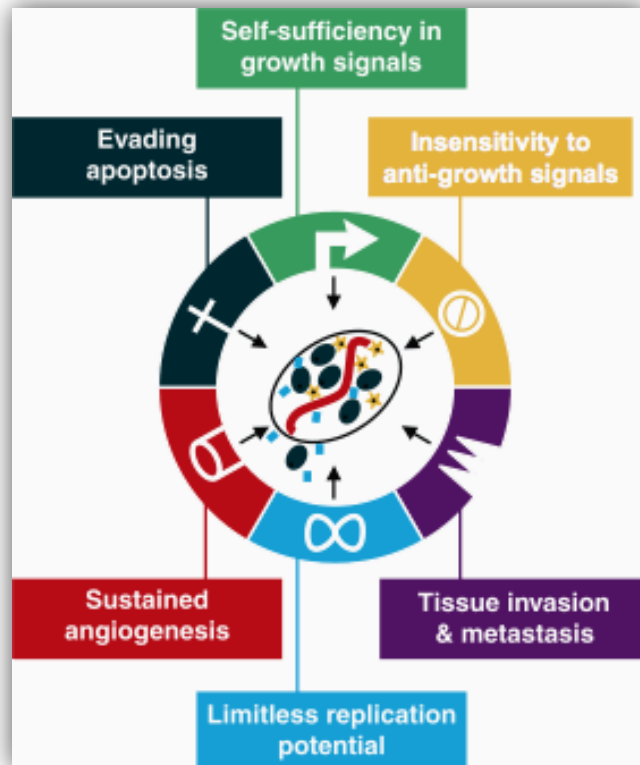 Self-sufficiency in
growth signals
Evading
apoptosis
Insensitivity to
anti-growth signals
Sustained
angiogenesis
Tissue invasion
& metastasis
Limitless replication
potential